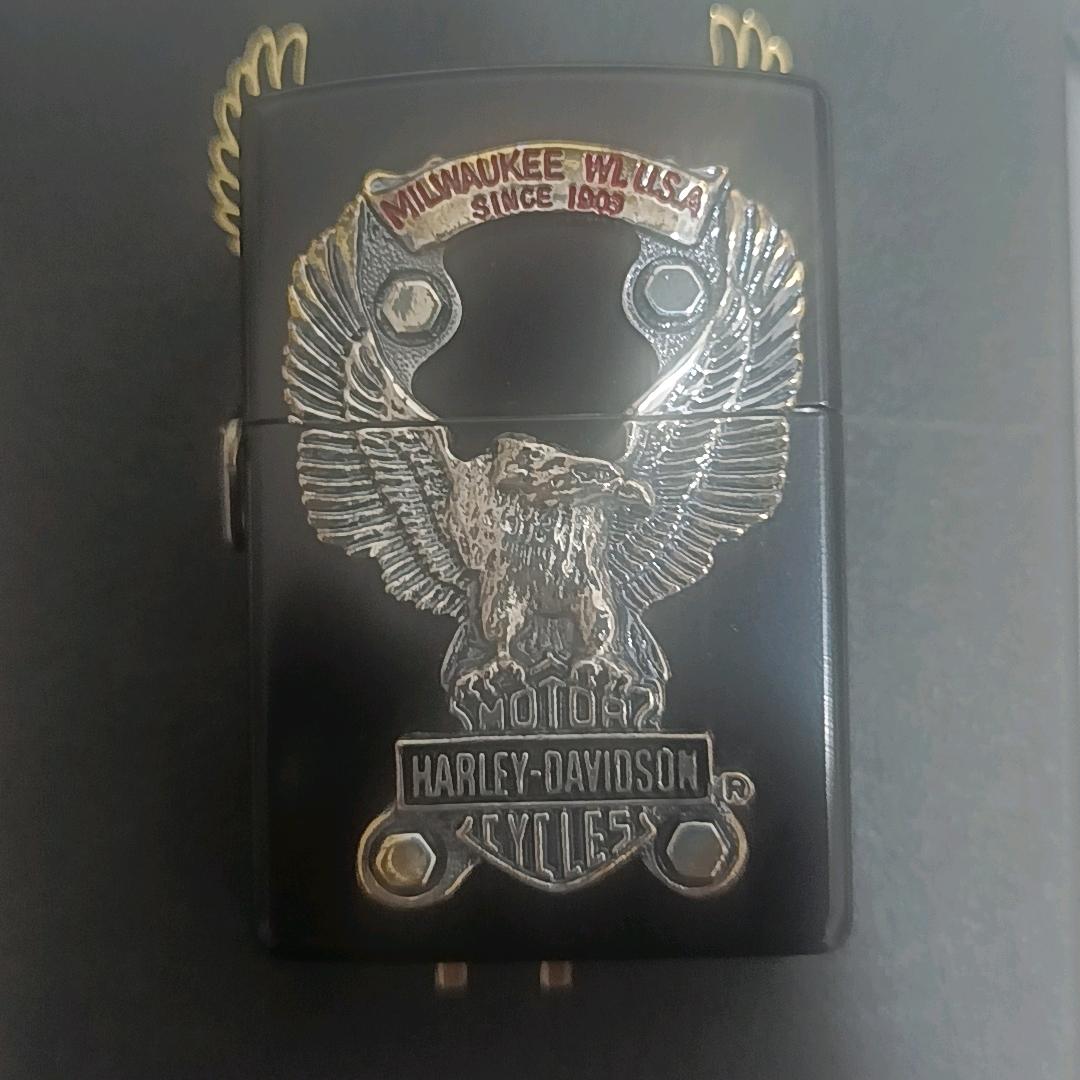 MILWAUKEE WI. U.S.A
SINCE 1903
MOTOR
HARLEY-DAVIDSON
®
CYCLES